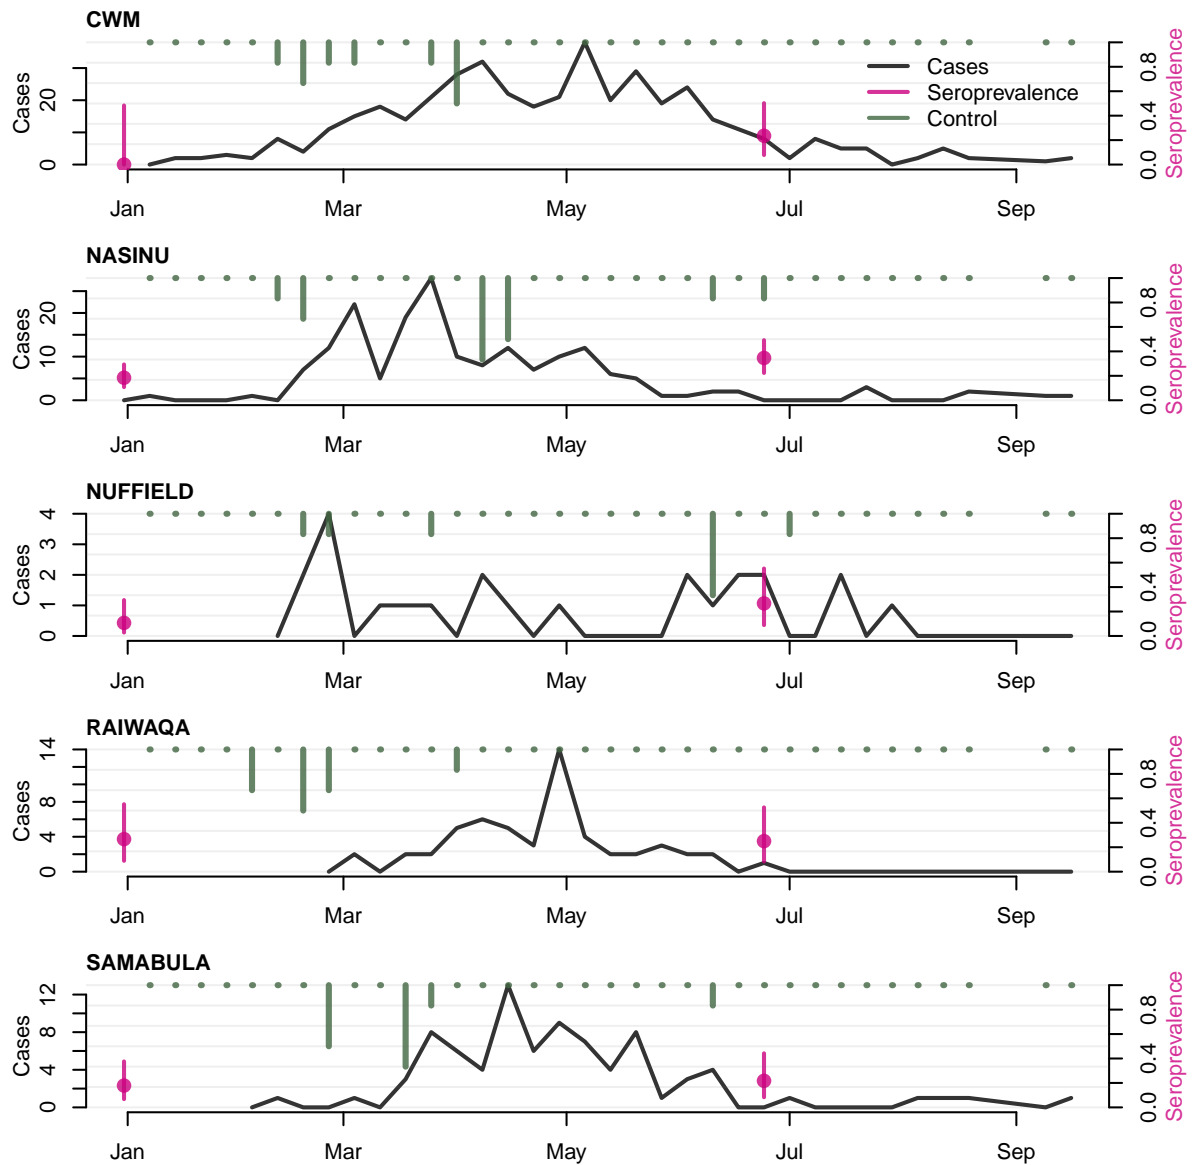 CWM
Cases
0
20
Jan
Mar
May
Jul
Sep
0.0
0.4
0.8
Seroprevalence
Cases
Seroprevalence
Control
NASINU
Cases
0
10
20
Jan
Mar
May
Jul
Sep
0.0
0.4
0.8
Seroprevalence
NUFFIELD
Cases
0
1
2
3
4
Jan
Mar
May
Jul
Sep
0.0
0.4
0.8
Seroprevalence
RAIWAQA
Cases
0
4
8
14
Jan
Mar
May
Jul
Sep
0.0
0.4
0.8
Seroprevalence
SAMABULA
Cases
0
4
8
12
Jan
Mar
May
Jul
Sep
0.0
0.4
0.8
Seroprevalence